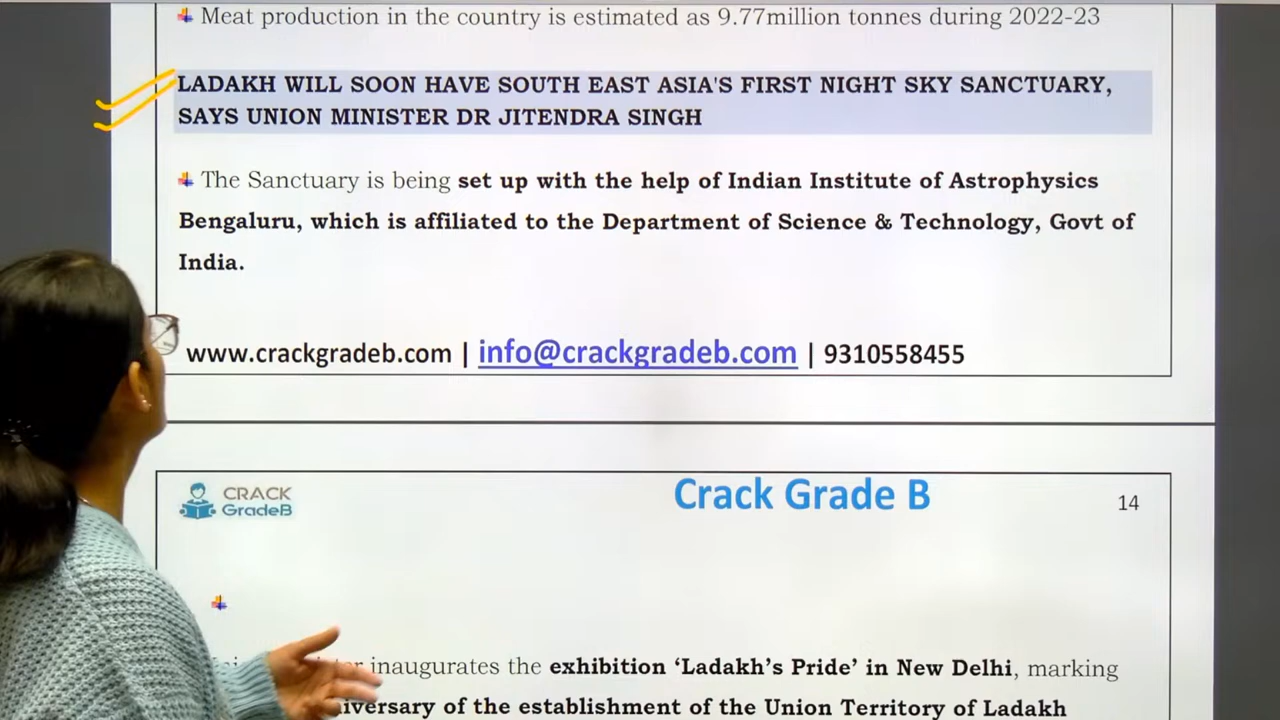 Meat production in the country is estimated as 9.77million tonnes during 2022-23
LADAKH WILL SOON HAVE SOUTH EAST ASIA'S FIRST NIGHT SKY SANCTUARY,
SAYS UNION MINISTER DR JITENDRA SINGH
The Sanctuary is being set up with the help of Indian Institute of Astrophysics
Bengaluru, which is affiliated to the Department of Science & Technology, Govt of
India.
www.crackgradeb.com | info@crackgradeb.com | 9310558455
CRACK
GradeB
Crack Grade B
14
inaugurates the exhibition ‘Ladakh’s Pride’ in New Delhi, marking
of the establishment of the Union Territory of Ladakh